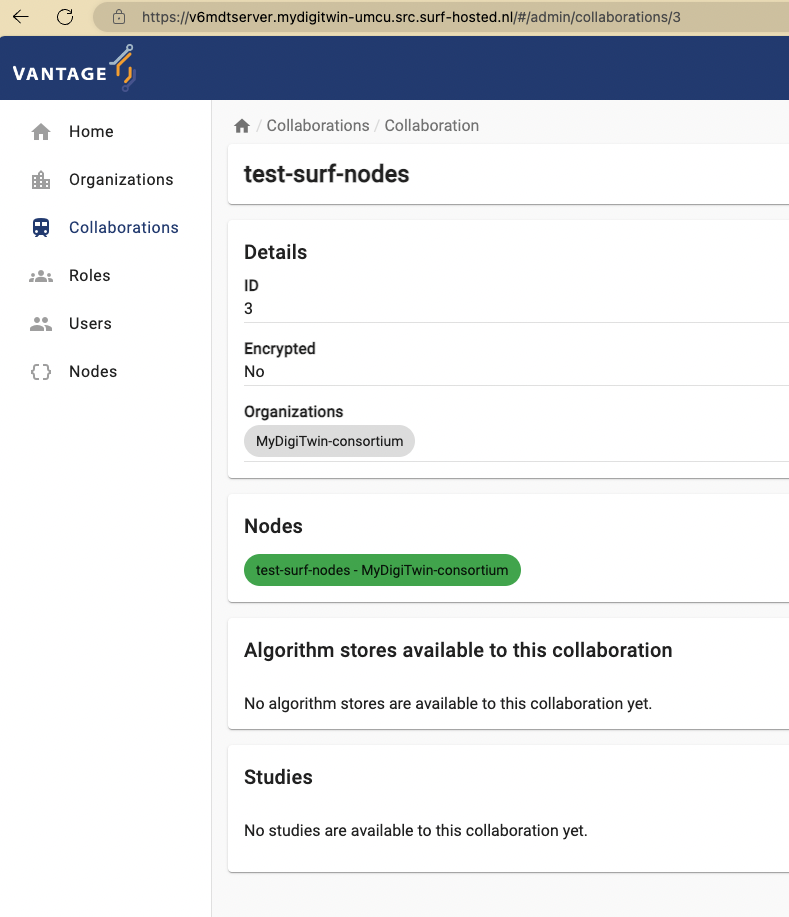 https://v6mdtserver.mydigitwin-umcu.src.surf-hosted.nl/#/admin/collaborations/3
VANTAGE
Home
Organizations
Collaborations
Roles
Users
Nodes
/ Collaborations / Collaboration
test-surf-nodes
Details
ID
3
Encrypted
No
Organizations
MyDigiTwin-consortium
Nodes
test-surf-nodes - MyDigiTwin-consortium
Algorithm stores available to this collaboration
No algorithm stores are available to this collaboration yet.
Studies
No studies are available to this collaboration yet.